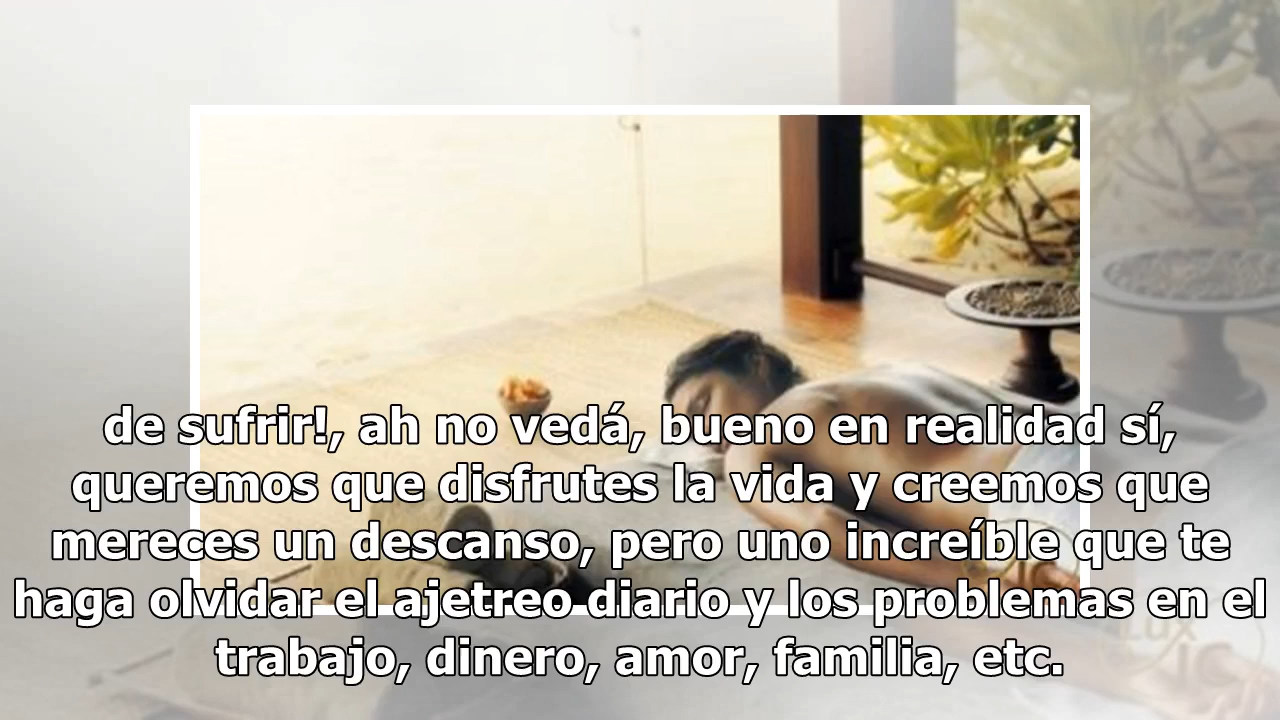 de sufrir!, ah no vedá, bueno en realidad sí,
queremos que disfrutes la vida y creemos que
mereces un descanso, pero uno increíble que te
haga olvidar el ajetreo diario y los problemas en el
trabajo, dinero, amor, familia, etc.